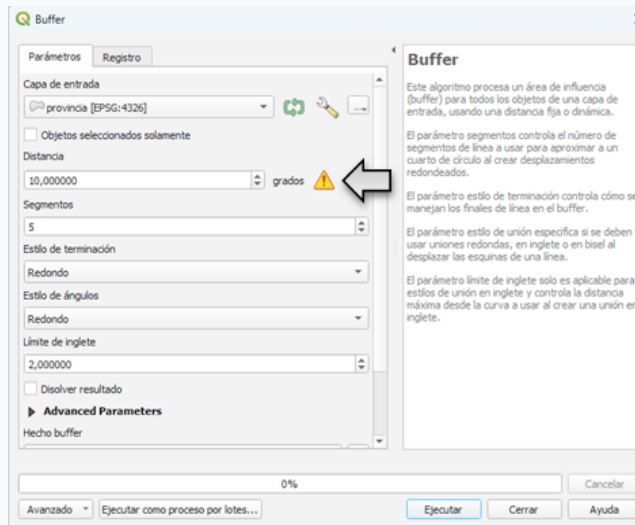 Buffer
Parámetros Registro
Capa de entrada
provincia [EPSG:4326]
...
Objetos seleccionados solamente
Distancia
10,000000 grados
Segmentos
5
Estilo de terminación
Redondo
Estilo de ángulos
Redondo
Límite de inglete
2,000000
Disolver resultado
Advanced Parameters
Hecho buffer
Buffer
Este algoritmo procesa un área de influencia
(buffer) para todos los objetos de una capa de
entrada, usando una distancia fija o dinámica.
El parámetro segmentos controla el número de
segmentos de línea a usar para aproximar a un
cuarto de círculo al crear desplazamientos
redondeados.
El parámetro estilo de terminación controla cómo se
manejan los finales de línea en el buffer.
El parámetro estilo de unión especifica si se deben
usar uniones redondas, en inglete o en bisel al
desplazar las esquinas de una línea.
El parámetro límite de inglete solo es aplicable para
estilos de unión en inglete y controla la distancia
máxima desde la curva a usar al crear una unión en
inglete.
0%
Cancelar
Avanzado Ejecutar como proceso por lotes...
Ejecutar Cerrar Ayuda